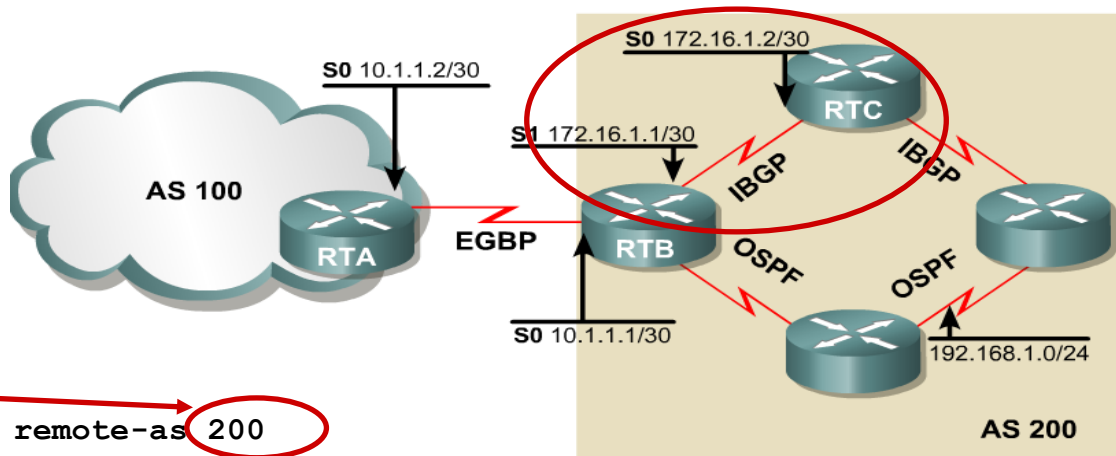 S0 172.16.1.2/30
S0 10.1.1.2/30
RTC
S1 172.16.1.1/30
IBGP
IBGP
AS 100
EGBP
RTA
RTB
OSPF
OSPF
S0 10.1.1.1/30
192.168.1.0/24
remote-as 200
AS 200